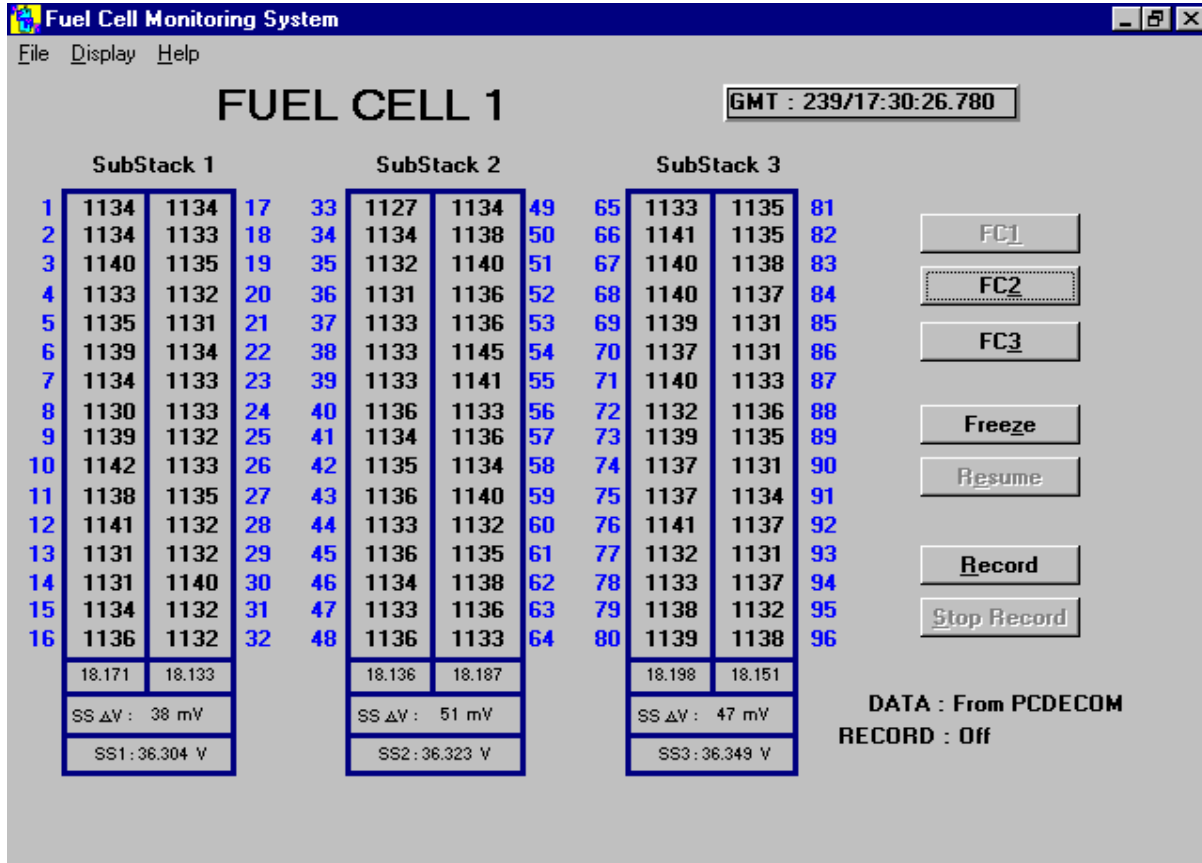 Fuel Cell Monitoring System
File Display Help
FUEL CELL 1
GMT : 239/17:30:26.780
SubStack 1 SubStack 2 SubStack 3
1 1134 1134 17 33 1127 1134 49 65 1133 1135 81
2 1134 1133 18 34 1134 1138 50 66 1141 1135 82
3 1140 1135 19 35 1132 1140 51 67 1140 1138 83
4 1133 1132 20 36 1131 1136 52 68 1140 1137 84
5 1135 1131 21 37 1133 1136 53 69 1139 1131 85
6 1139 1134 22 38 1133 1145 54 70 1137 1131 86
7 1134 1133 23 39 1133 1141 55 71 1140 1133 87
8 1130 1133 24 40 1136 1133 56 72 1132 1136 88
9 1139 1132 25 41 1134 1136 57 73 1139 1135 89
10 1142 1133 26 42 1135 1134 58 74 1137 1131 90
11 1138 1135 27 43 1136 1140 59 75 1137 1134 91
12 1141 1132 28 44 1133 1132 60 76 1141 1137 92
13 1131 1132 29 45 1136 1135 61 77 1132 1131 93
14 1131 1140 30 46 1134 1138 62 78 1133 1137 94
15 1134 1132 31 47 1133 1136 63 79 1138 1132 95
16 1136 1132 32 48 1136 1133 64 80 1139 1138 96
18.171 18.133 18.136 18.187 18.198 18.151
SS ΔV : 38 mV SS ΔV : 51 mV SS ΔV : 47 mV
SS1 : 36.304 V SS2 : 36.323 V SS3 : 36.349 V
FC1
FC2
FC3
Freeze
Resume
Record
Stop Record
DATA : From PCDECOM
RECORD : Off